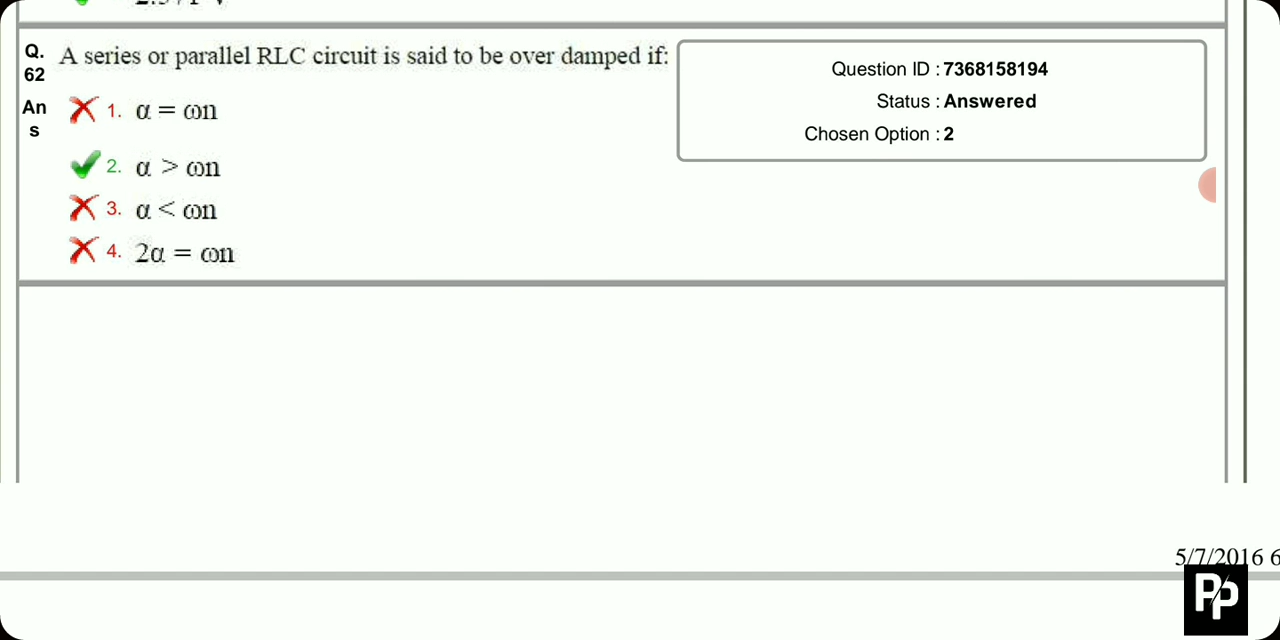 Q. 62 A series or parallel RLC circuit is said to be over damped if:
Ans 1. α = ωn
2. α > ωn
3. α < ωn
4. 2α = ωn
Question ID : 7368158194
Status : Answered
Chosen Option : 2
5/7/2016 6
Pp